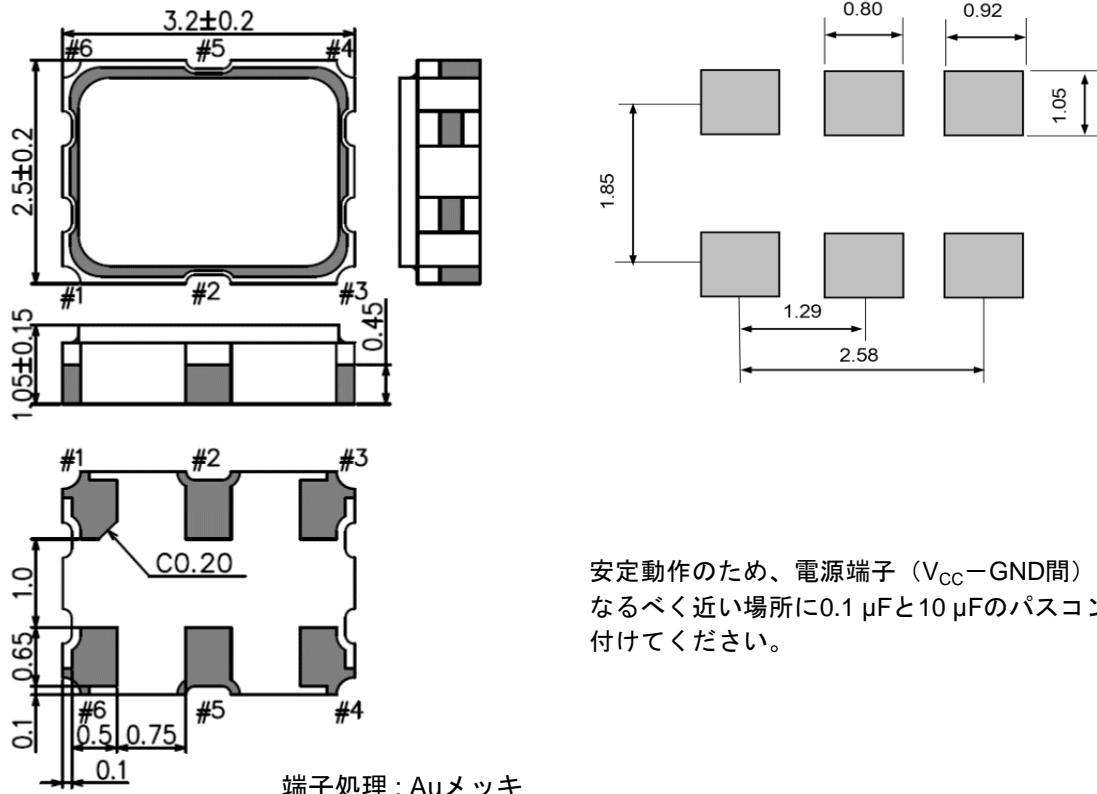 3.2±0.2
#6 #5 #4
2.5±0.2
#1 #2 #3
1.05±0.15
0.45
#1 #2 #3
C0.20
1.0
0.65
0.1
#6 #5 #4
0.5 0.75
0.1
端子処理 : Auメッキ
0.80 0.92
1.05
1.85
1.29
2.58
安定動作のため、電源端子（VCC－GND間）
なるべく近い場所に0.1 µFと10 µFのパスコン
付けてください。